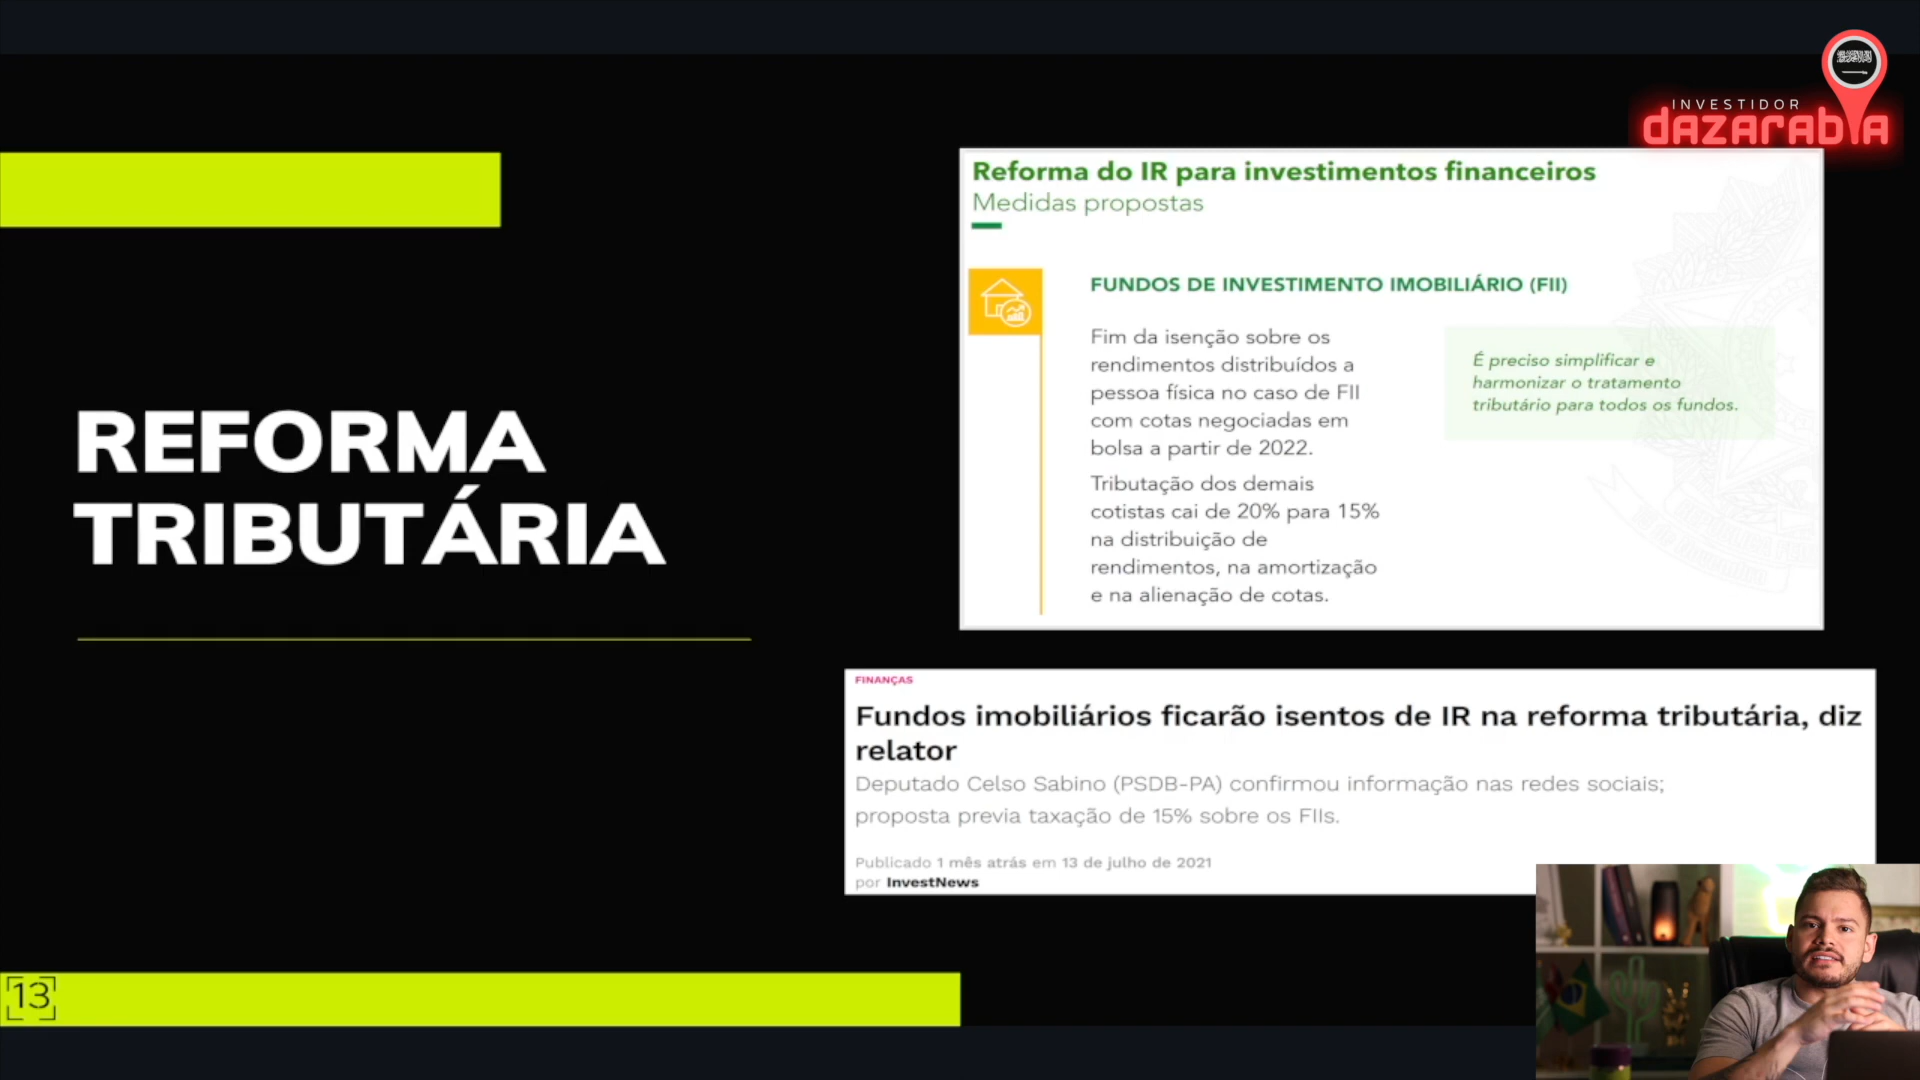 INVESTIDOR
dazarabia
REFORMA
TRIBUTÁRIA
Reforma do IR para investimentos financeiros
Medidas propostas
FUNDOS DE INVESTIMENTO IMOBILIÁRIO (FII)
Fim da isenção sobre os
rendimentos distribuídos a
pessoa física no caso de FII
com cotas negociadas em
bolsa a partir de 2022.
Tributação dos demais
cotistas cai de 20% para 15%
na distribuição de
rendimentos, na amortização
e na alienação de cotas.
É preciso simplificar e
harmonizar o tratamento
tributário para todos os fundos.
FINANÇAS
Fundos imobiliários ficarão isentos de IR na reforma tributária, diz
relator
Deputado Celso Sabino (PSDB-PA) confirmou informação nas redes sociais;
proposta previa taxação de 15% sobre os FIIs.
Publicado 1 mês atrás em 13 de julho de 2021
por InvestNews
13